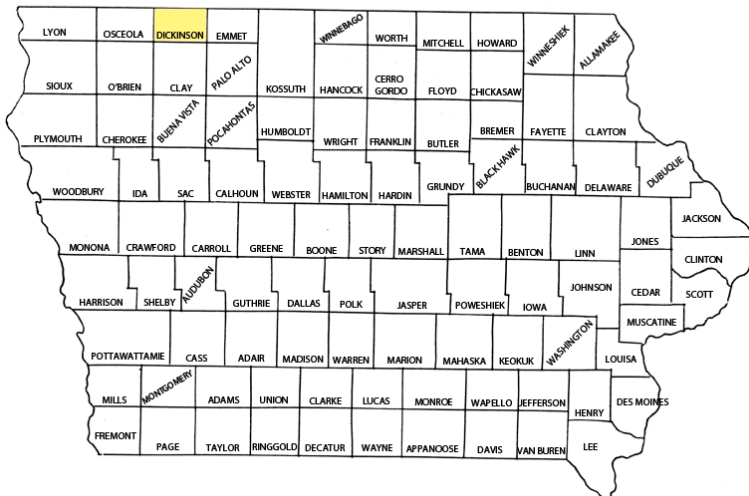 LYON OSCEOLA DICKINSON EMMET WINNEBAGO WORTH MITCHELL HOWARD WINNESHIEK ALLAMAKEE
SIOUX O'BRIEN CLAY PALO ALTO KOSSUTH HANCOCK CERRO GORDO FLOYD CHICKASAW
PLYMOUTH CHEROKEE BUENA VISTA POCAHONTAS HUMBOLDT WRIGHT FRANKLIN BUTLER BREMER FAYETTE CLAYTON
WOODBURY IDA SAC CALHOUN WEBSTER HAMILTON HARDIN GRUNDY BLACK HAWK BUCHANAN DELAWARE DUBUQUE
MONONA CRAWFORD CARROLL GREENE BOONE STORY MARSHALL TAMA BENTON LINN JONES JACKSON
CLINTON
HARRISON SHELBY AUDUBON GUTHRIE DALLAS POLK JASPER POWESHIEK IOWA JOHNSON CEDAR SCOTT
MUSCATINE
POTTAWATTAMIE CASS ADAIR MADISON WARREN MARION MAHASKA KEOKUK WASHINGTON LOUISA
MILLS MONTGOMERY ADAMS UNION CLARKE LUCAS MONROE WAPELLO JEFFERSON HENRY DES MOINES
FREMONT PAGE TAYLOR RINGGOLD DECATUR WAYNE APPANOOSE DAVIS VAN BUREN LEE